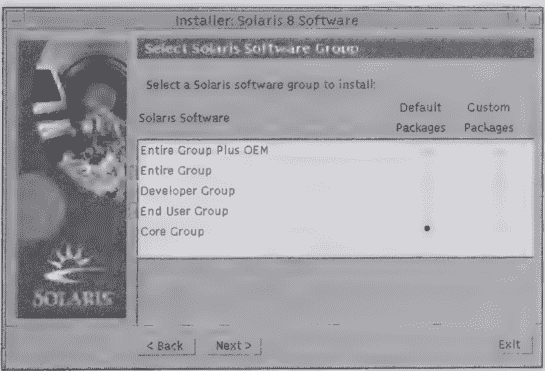 Installer: Solaris 8 Software
Select Solaris Software Group
Select a Solaris software group to install:
Solaris Software
Default Packages
Custom Packages
Entire Group Plus OEM
Entire Group
Developer Group
End User Group
Core Group
SOLARIS
< Back
Next >
Exit